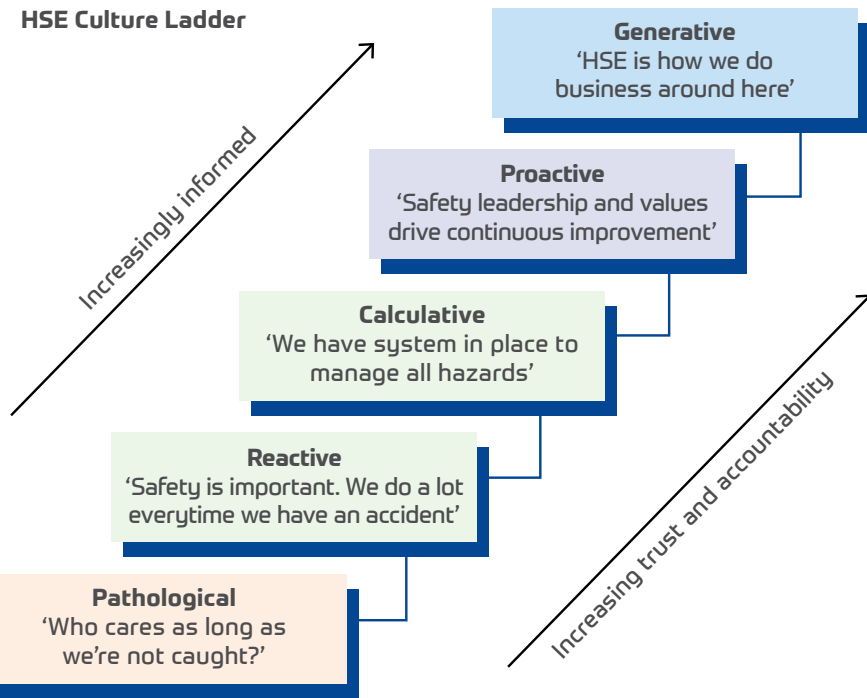 HSE Culture Ladder
Generative
‘HSE is how we do
business around here’
Increasingly informed
Proactive
‘Safety leadership and values
drive continuous improvement’
Calculative
‘We have system in place to
manage all hazards’
Increasing trust and accountability
Reactive
‘Safety is important. We do a lot
everytime we have an accident’
Pathological
‘Who cares as long as
we’re not caught?’